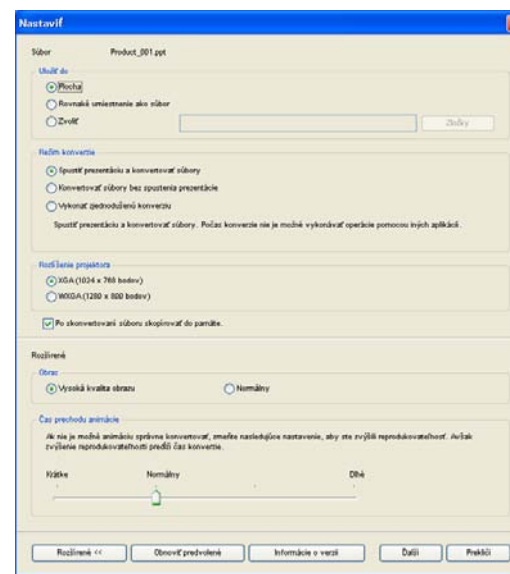 Nastaviť
Súbor Product_001.ppt
Uložiť do
Plocha
Rovnaké umiestnenie ako súbor
Zvoliť Zložky
Režim konverzie
Spustiť prezentáciu a konvertovať súbory
Konvertovať súbory bez spustenia prezentácie
Vykonať zjednodušenú konverziu
Spustiť prezentáciu a konvertovať súbory. Počas konverzie nie je možné vykonávať operácie pomocou iných aplikácií.
Rozlíšenie projektora
XGA (1024 x 768 bodov)
WXGA (1280 x 800 bodov)
Po skonvertovaní súboru skopírovať do pamäte.
Rozšírené
Obraz
Vysoká kvalita obrazu Normálny
Čas prechodu animácie
Ak nie je možné animáciu správne konvertovať, zmeňte nasledujúce nastavenie, aby ste zvýšili reprodukovateľnosť. Avšak
zvýšenie reprodukovateľnosti predĺži čas konverzie.
Krátke Normálny Dlhé
Rozšírené << Obnoviť predvolené Informácie o verzii Ďalší Prekliči